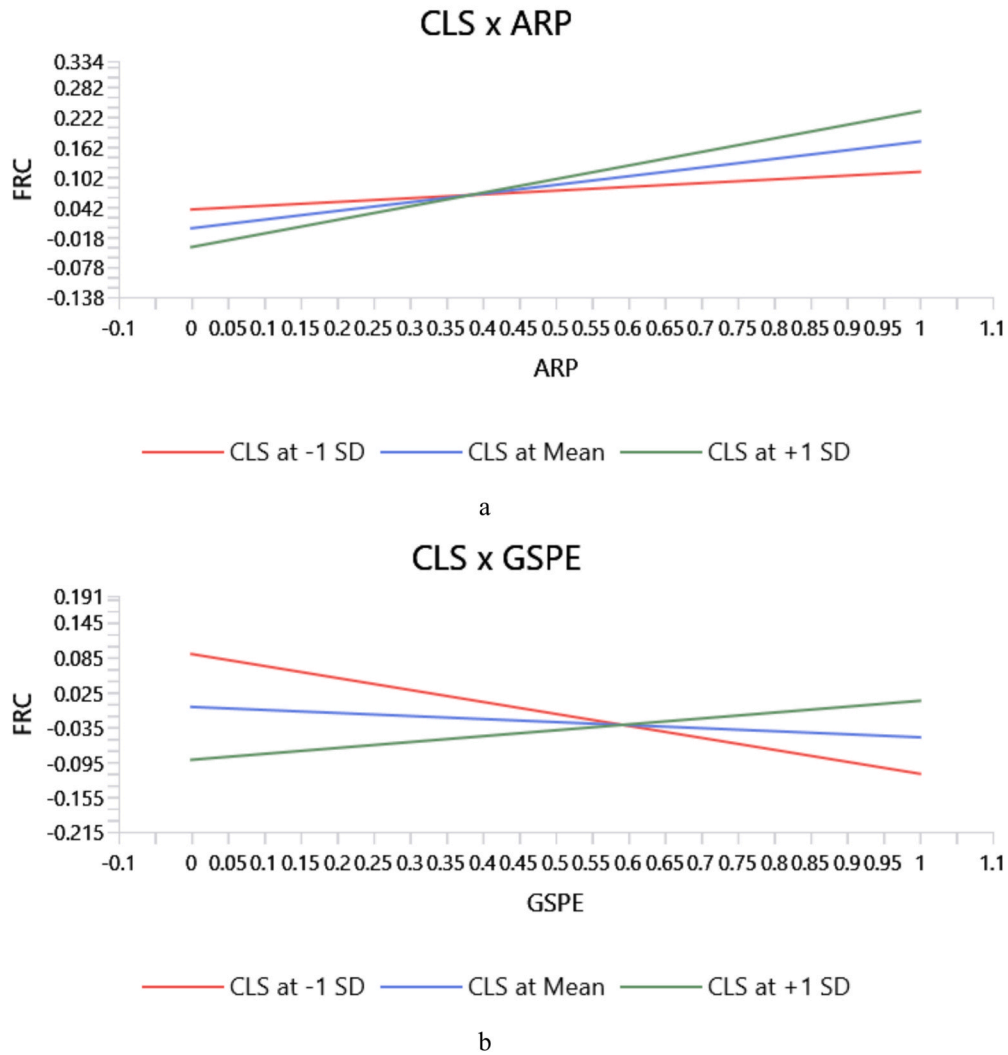 CLS x ARP
0.334
0.282
0.222
0.162
0.102
0.042
-0.018
-0.078
-0.138
FRC
-0.1 0 0.05 0.1 0.15 0.2 0.25 0.3 0.35 0.4 0.45 0.5 0.55 0.6 0.65 0.7 0.75 0.8 0.85 0.9 0.95 1 1.1
ARP
CLS at -1 SD CLS at Mean CLS at +1 SD
a
CLS x GSPE
0.191
0.145
0.085
0.025
-0.035
-0.095
-0.155
-0.215
FRC
-0.1 0 0.05 0.1 0.15 0.2 0.25 0.3 0.35 0.4 0.45 0.5 0.55 0.6 0.65 0.7 0.75 0.8 0.85 0.9 0.95 1 1.1
GSPE
CLS at -1 SD CLS at Mean CLS at +1 SD
b